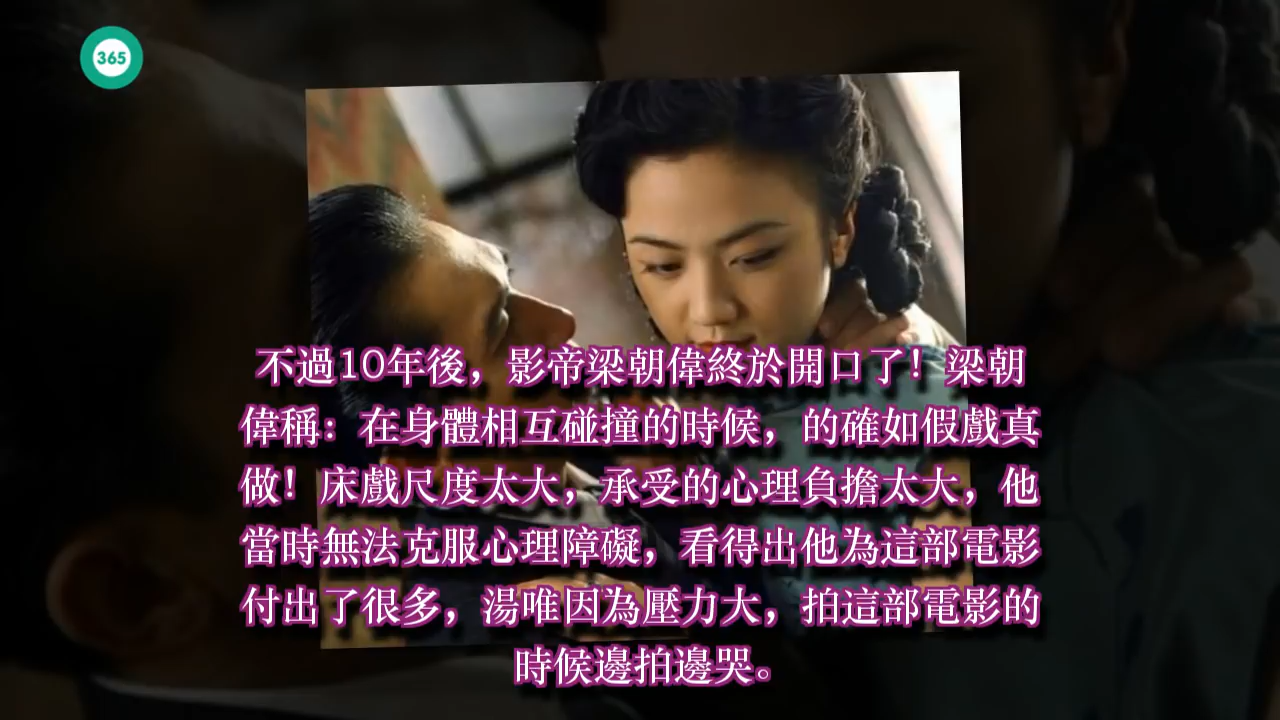 365
不過10年後，影帝梁朝偉終於開口了！梁朝
偉稱：在身體相互碰撞的時候，的確如假戲真
做！床戲尺度太大，承受的心理負擔太大，他
當時無法克服心理障礙，看得出他為這部電影
付出了很多，湯唯因為壓力大，拍這部電影的
時候邊拍邊哭。